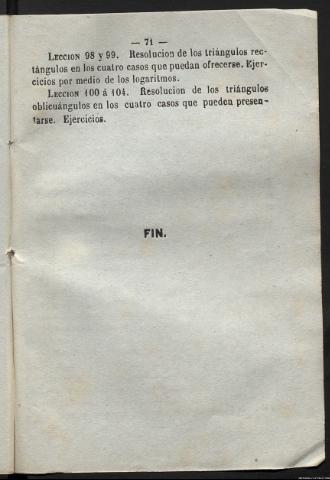 — 71 —
LECCION 98 y 99. Resolucion de los triángulos rec-
tángulos en los cuatro casos que puedan ofrecerse. Ejer-
cicios por medio de los logaritmos.
LECCION 100 á 104. Resolucion de los triángulos
oblicuángulos en los cuatro casos que pueden presen-
tarse. Ejercicios.
FIN.